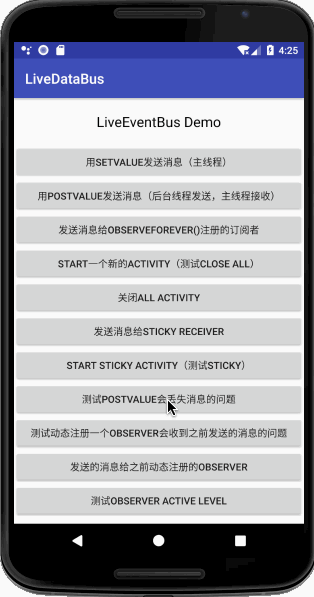 4:25
LiveDataBus
LiveEventBus Demo
用SETVALUE发送消息（主线程）
用POSTVALUE发送消息（后台线程发送，主线程接收）
发送消息给OBSERVEFOREVER()注册的订阅者
START一个新的ACTIVITY（测试CLOSE ALL）
关闭ALL ACTIVITY
发送消息给STICKY RECEIVER
START STICKY ACTIVITY（测试STICKY）
测试POSTVALUE会丢失消息的问题
测试动态注册一个OBSERVER会收到之前发送的消息的问题
发送的消息给之前动态注册的OBSERVER
测试OBSERVER ACTIVE LEVEL